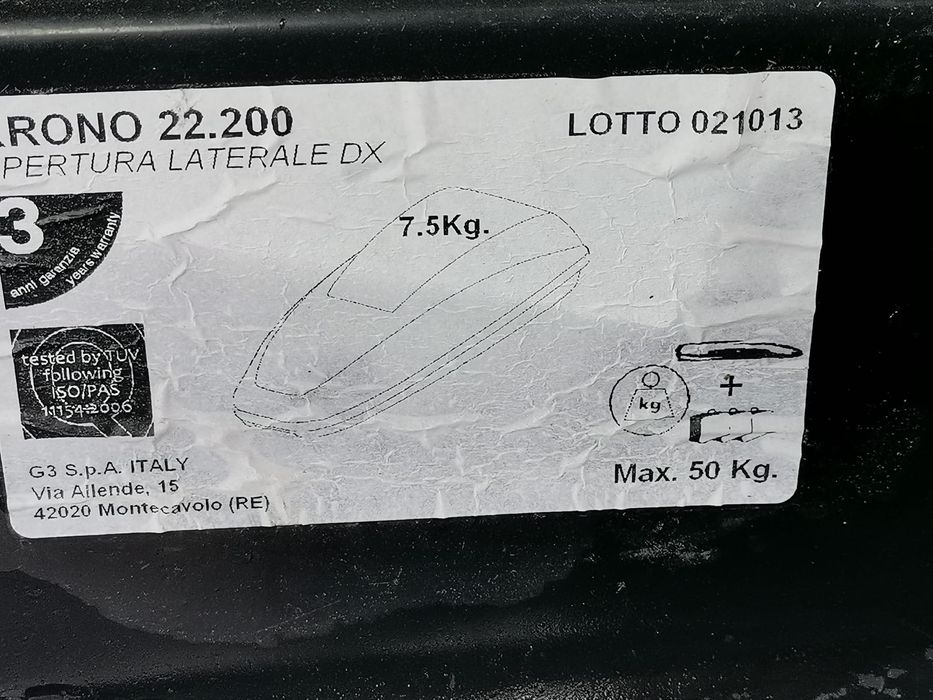 RONO 22.200
PERTURA LATERALE DX
LOTTO 021013
3
anni garanzia
years warranty
7.5Kg.
tested by TUV
following
ISO/PAS
11154:2006
kg
+
Max. 50 Kg.
G3 S.p.A. ITALY
Via Allende, 15
42020 Montecavolo (RE)